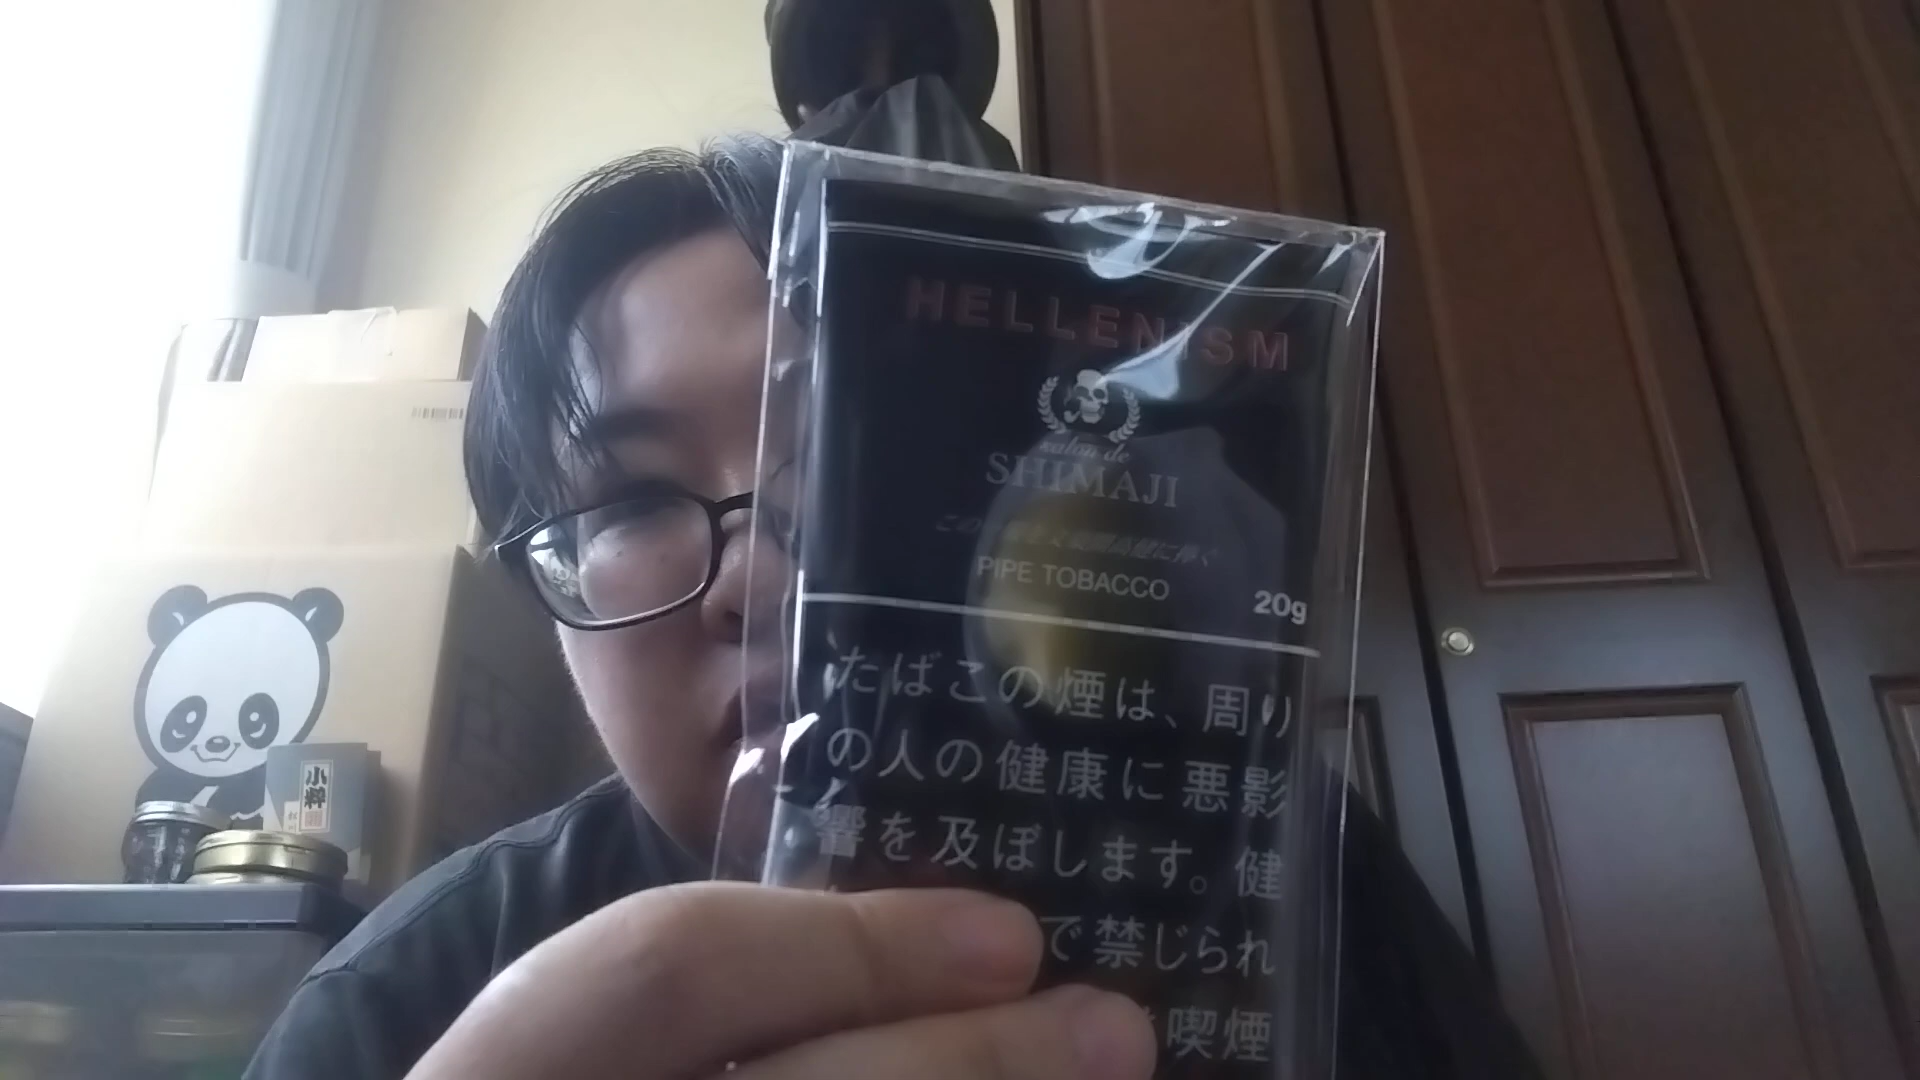 HELLENISM
salon de
SHIMAJI
PIPE TOBACCO
20g
たばこの煙は、周り
の人の健康に悪影
響を及ぼします。健
で禁じられ
喫煙
小粋